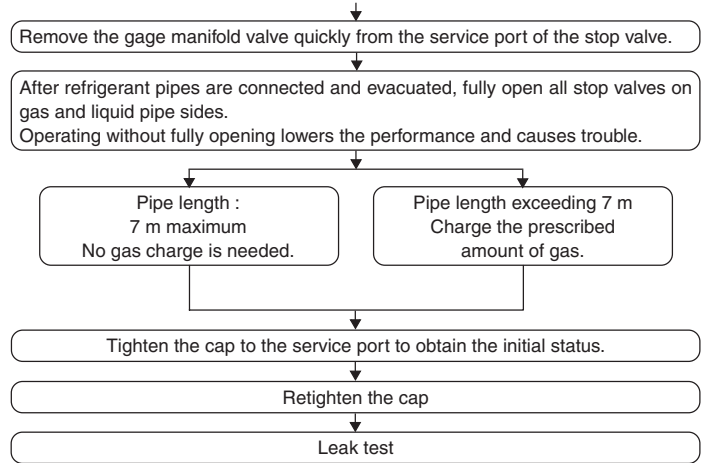 Remove the gage manifold valve quickly from the service port of the stop valve.
After refrigerant pipes are connected and evacuated, fully open all stop valves on
gas and liquid pipe sides.
Operating without fully opening lowers the performance and causes trouble.
Pipe length :
7 m maximum
No gas charge is needed.
Pipe length exceeding 7 m
Charge the prescribed
amount of gas.
Tighten the cap to the service port to obtain the initial status.
Retighten the cap
Leak test